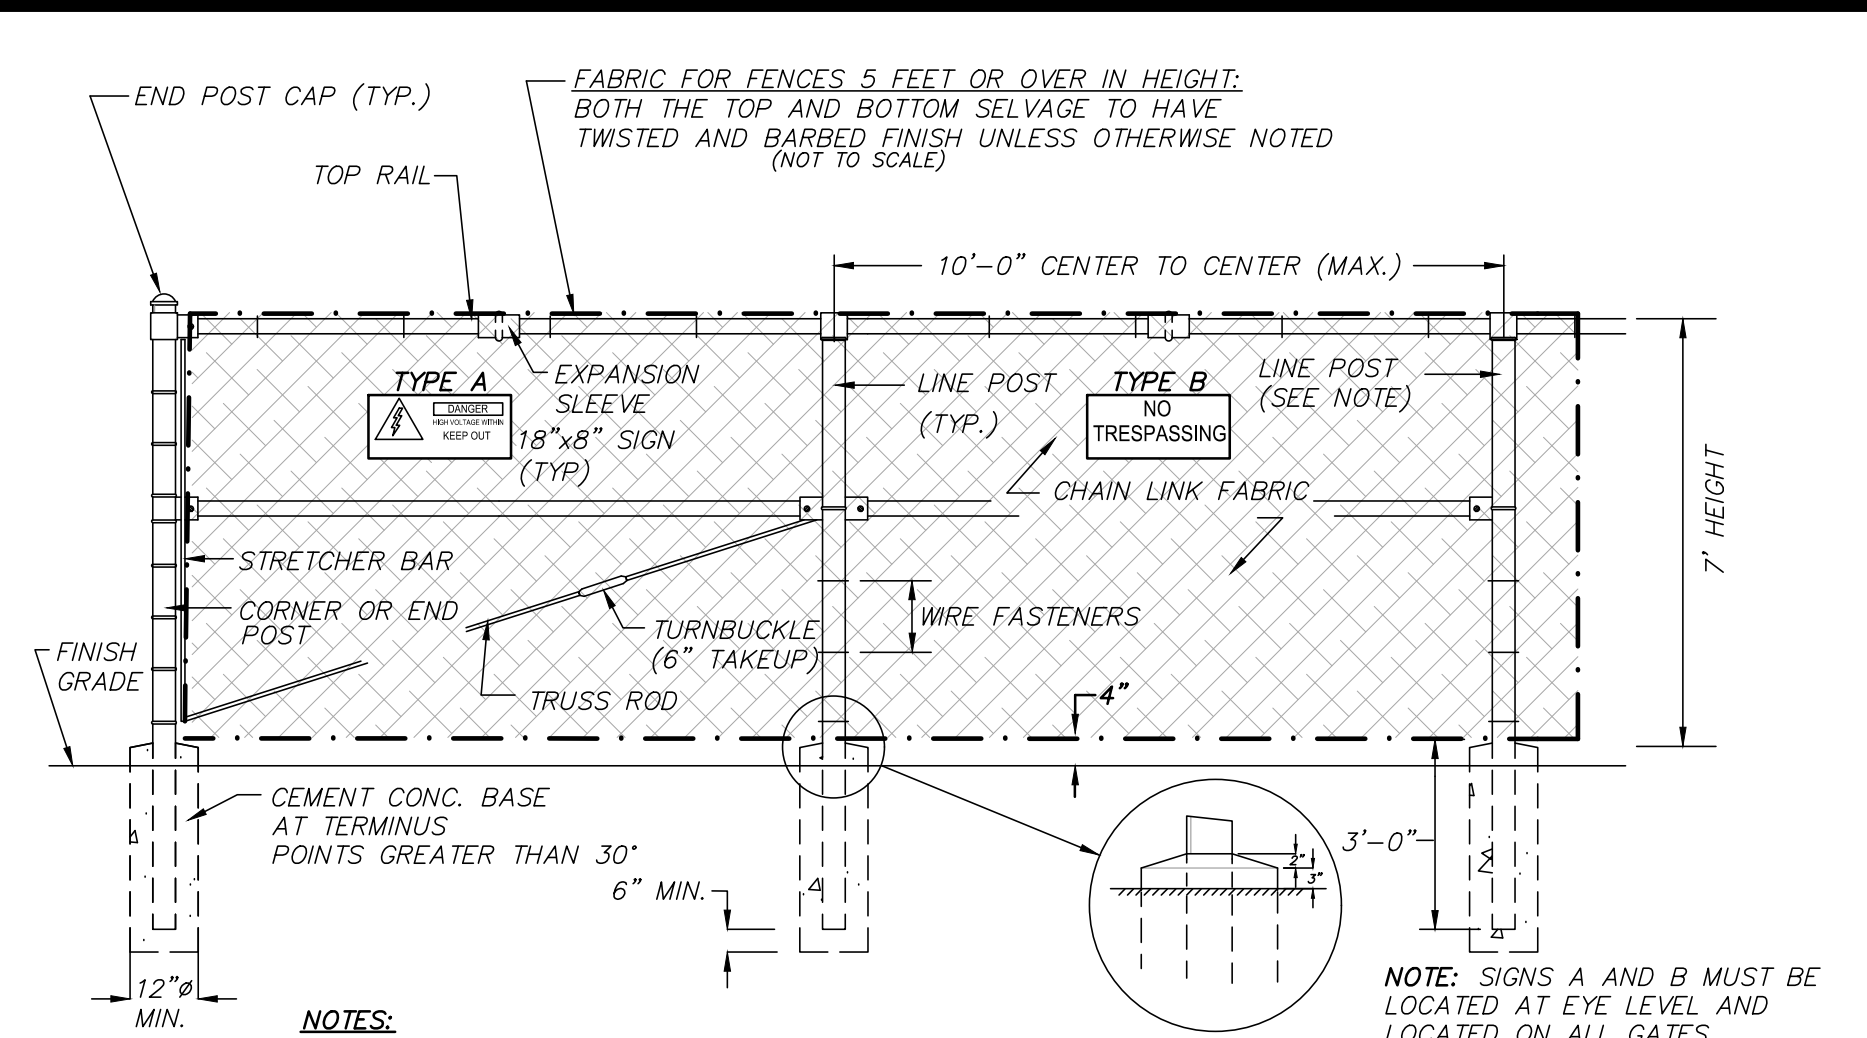 END POST CAP (TYP.)
FABRIC FOR FENCES 5 FEET OR OVER IN HEIGHT:
BOTH THE TOP AND BOTTOM SELVAGE TO HAVE
TWISTED AND BARBED FINISH UNLESS OTHERWISE NOTED
(NOT TO SCALE)
TOP RAIL
10'-0" CENTER TO CENTER (MAX.)
TYPE A
DANGER
HIGH VOLTAGE WITHIN
KEEP OUT
EXPANSION
SLEEVE
18"x8" SIGN
(TYP)
LINE POST
(TYP.)
TYPE B
NO
TRESPASSING
LINE POST
(SEE NOTE)
7' HEIGHT
CHAIN LINK FABRIC
STRETCHER BAR
CORNER OR END
POST
TURNBUCKLE
(6" TAKEUP)
WIRE FASTENERS
FINISH
GRADE
TRUSS ROD
4"
CEMENT CONC. BASE
AT TERMINUS
POINTS GREATER THAN 30°
6" MIN.
2"
3"
3'-0"
12"ø
MIN.
NOTES:
NOTE: SIGNS A AND B MUST BE
LOCATED AT EYE LEVEL AND
LOCATED ON ALL GATES